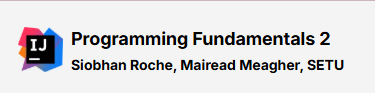 IJ
Programming Fundamentals 2
Siobhan Roche, Mairead Meagher, SETU